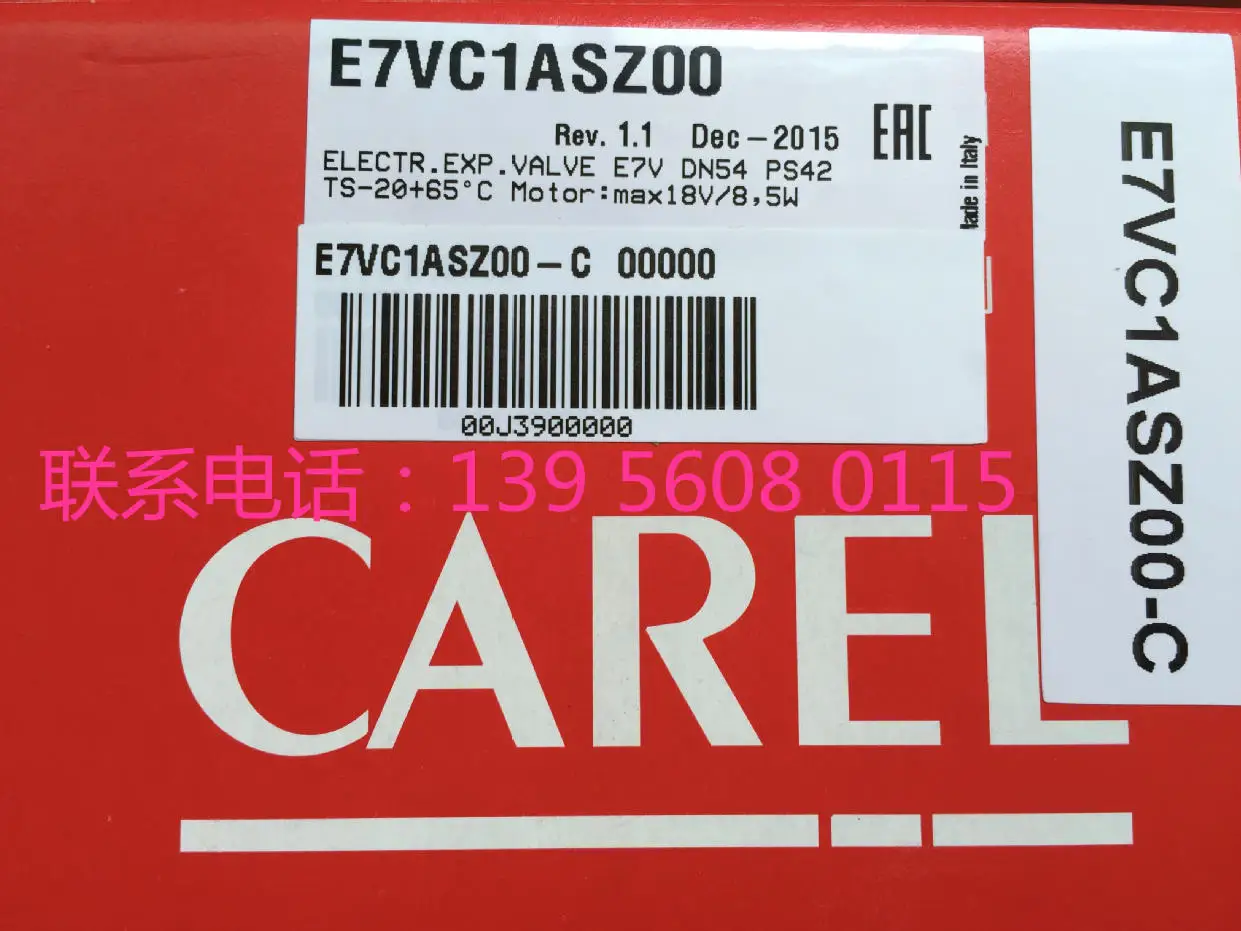 E7VC1ASZ00
Rev. 1.1 Dec-2015
EAC
ELECTR.EXP.VALVE E7V DN54 PS42
TS-20+65°C Motor:max18V/8,5W
Made in Italy
E7VC1ASZ00-C 00000
00J3900000
E7VC1ASZ00-C
联系电话:139 5608 0115
CAREL